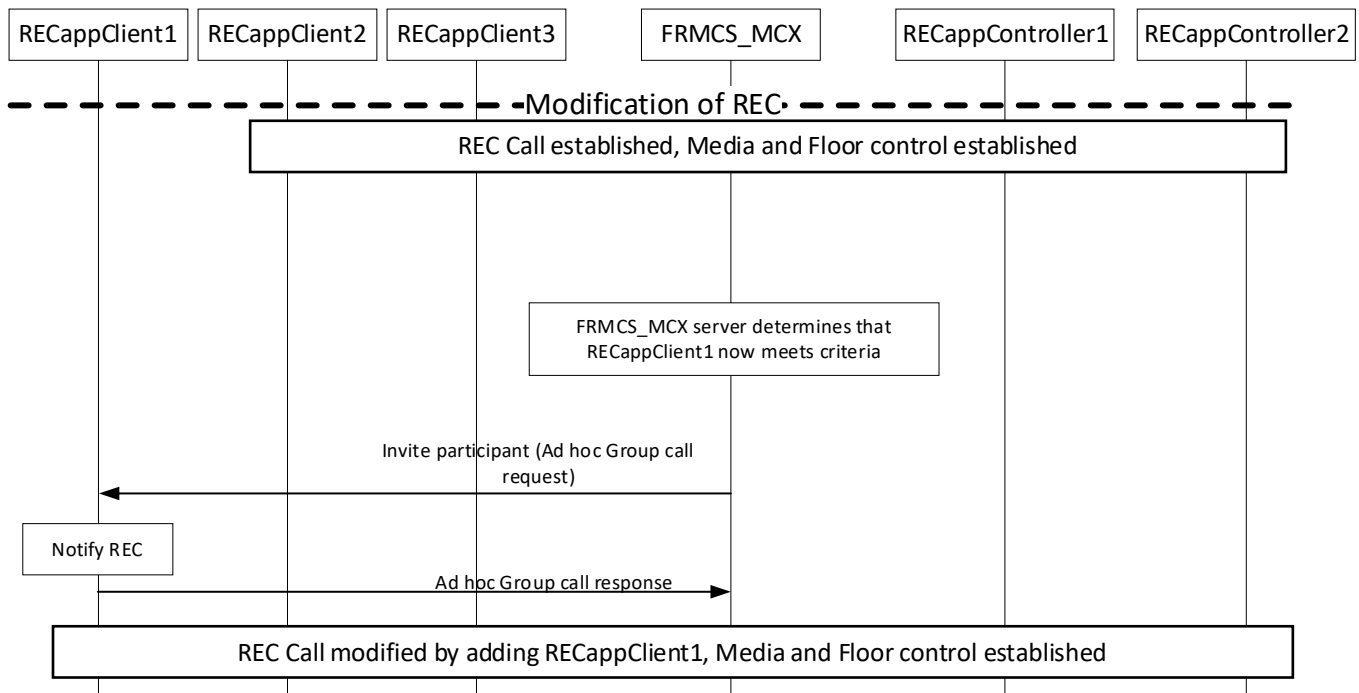 RECappClient1
RECappClient2
RECappClient3
FRMCS_MCX
RECappController1
RECappController2
Modification of REC
REC Call established, Media and Floor control established
FRMCS_MCX server determines that
RECappClient1 now meets criteria
Invite participant (Ad hoc Group call
request)
Notify REC
Ad hoc Group call response
REC Call modified by adding RECappClient1, Media and Floor control established